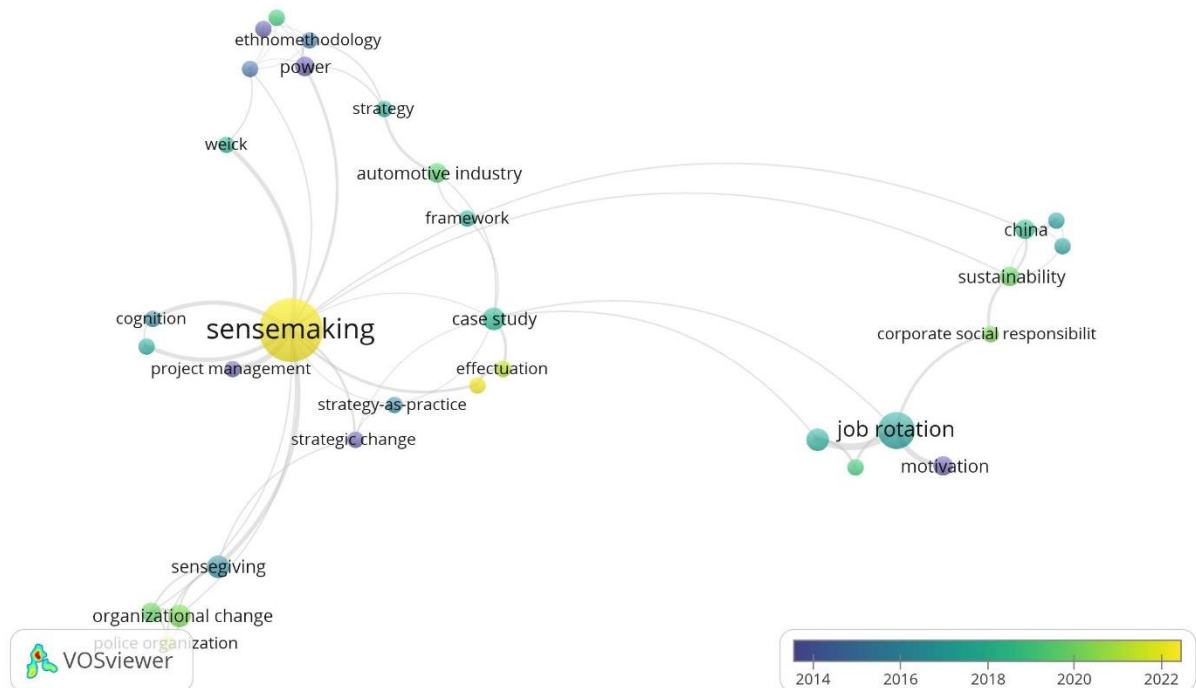 ethnomethodology
power
strategy
weick
automotive industry
framework
china
sustainability
cognition
sensemaking
case study
corporate social responsibilit
project management
effectuation
strategy-as-practice
job rotation
strategic change
motivation
sensegiving
organizational change
police organization
VOSviewer
2014 2016 2018 2020 2022